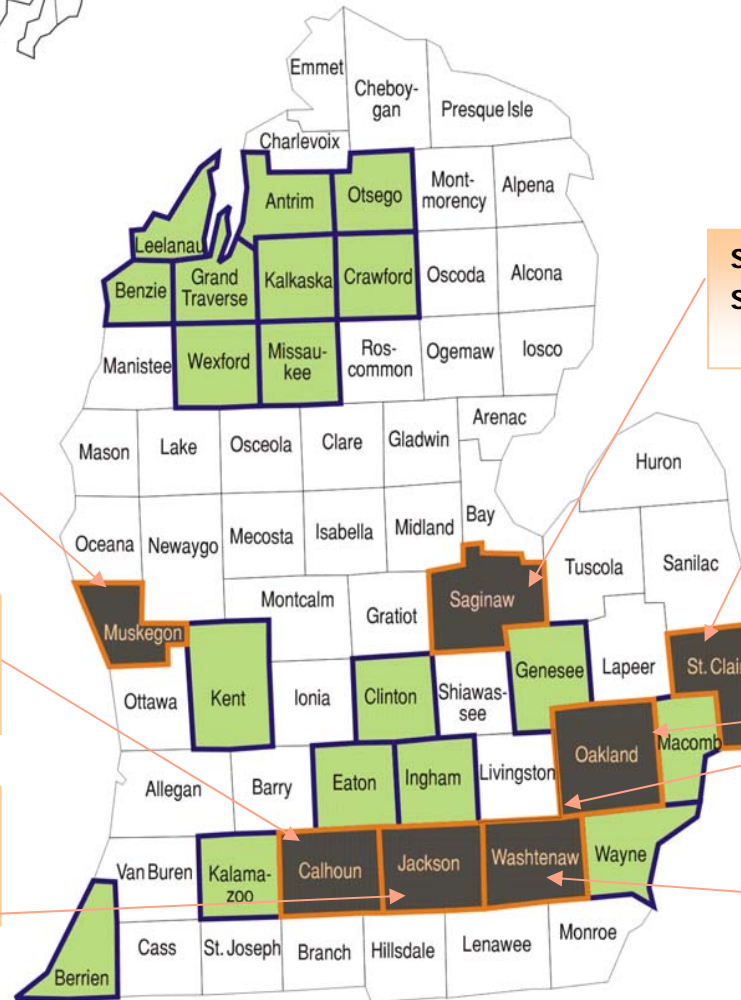 Emmet
Cheboy-
gan
Presque Isle
Charlevoix
Antrim
Otsego
Mont-
morency
Alpena
Leelanau
Benzie
Grand
Traverse
Kalkaska
Crawford
Oscoda
Alcona
S
S
Manistee
Wexford
Missau-
kee
Ros-
common
Ogemaw
Iosco
Mason
Lake
Osceola
Clare
Gladwin
Arenac
Huron
Oceana
Newaygo
Mecosta
Isabella
Midland
Bay
Tuscola
Sanilac
Muskegon
Montcalm
Gratiot
Saginaw
Ottawa
Kent
Ionia
Clinton
Shiawas-
see
Genesee
Lapeer
St. Clair
Allegan
Barry
Eaton
Ingham
Livingston
Oakland
Macomb
Van Buren
Kalama-
zoo
Calhoun
Jackson
Washtenaw
Wayne
Berrien
Cass
St. Joseph
Branch
Hillsdale
Lenawee
Monroe